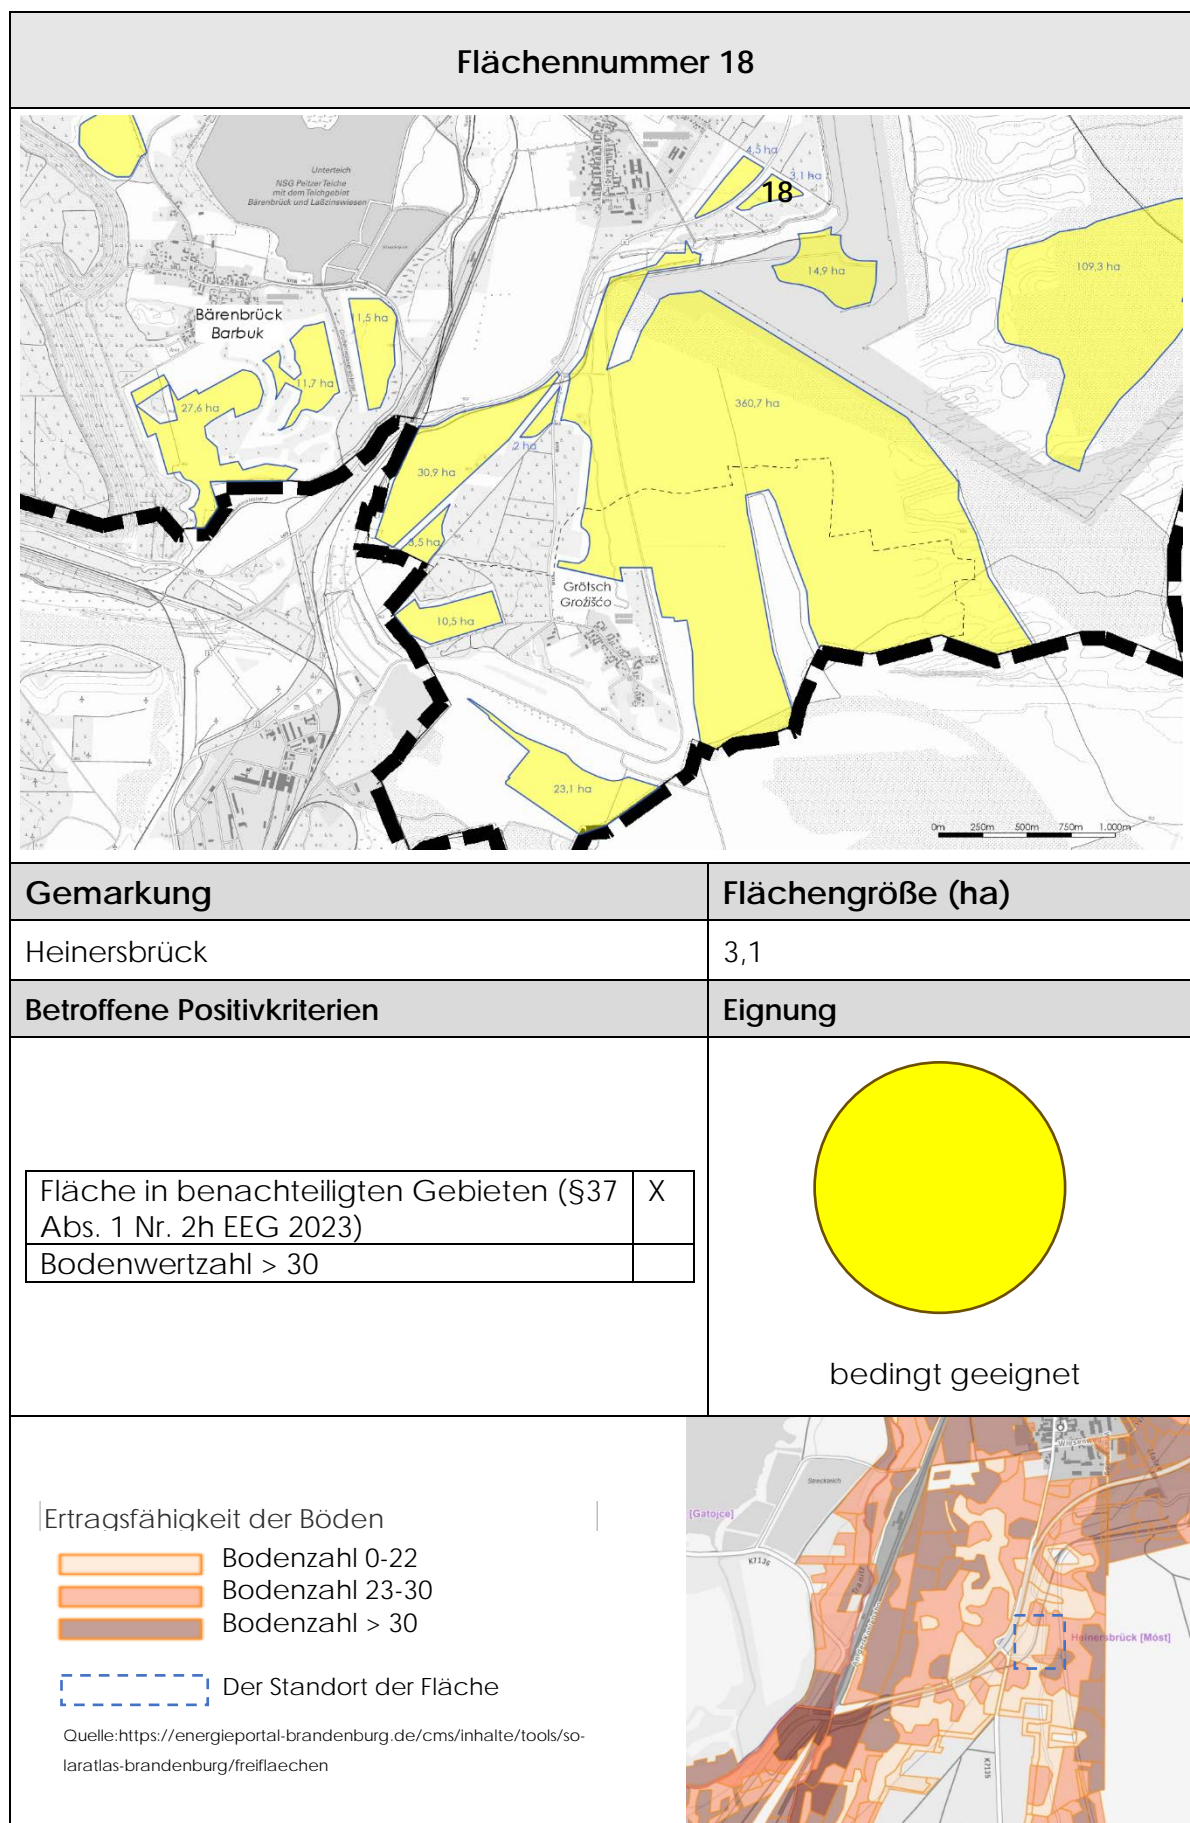 Flächennummer 18
Unterteich
NSG Peitzer Teiche
mit dem Teichgebiet
Bärenbrück und Laßzinswiesen
4,5 ha
3,1 ha
18
14,9 ha
109,3 ha
Bärenbrück
Barbuk
1,5 ha
11,7 ha
27,6 ha
360,7 ha
2 ha
30,9 ha
3,5 ha
Grötsch
Grožišćo
10,5 ha
23,1 ha
0m 250m 500m 750m 1.000m
Gemarkung
Flächengröße (ha)
Heinersbrück
3,1
Betroffene Positivkriterien
Eignung
Fläche in benachteiligten Gebieten (§37 X
Abs. 1 Nr. 2h EEG 2023)
Bodenwertzahl > 30
bedingt geeignet
Ertragsfähigkeit der Böden
Bodenzahl 0-22
Bodenzahl 23-30
Bodenzahl > 30
Der Standort der Fläche
Quelle:https://energieportal-brandenburg.de/cms/inhalte/tools/so-
laratlas-brandenburg/freiflaechen
Wiesenweg
Streckteich
[Gatojce]
K7136
Tranitz
Heinersbrück [Móst]
K7135